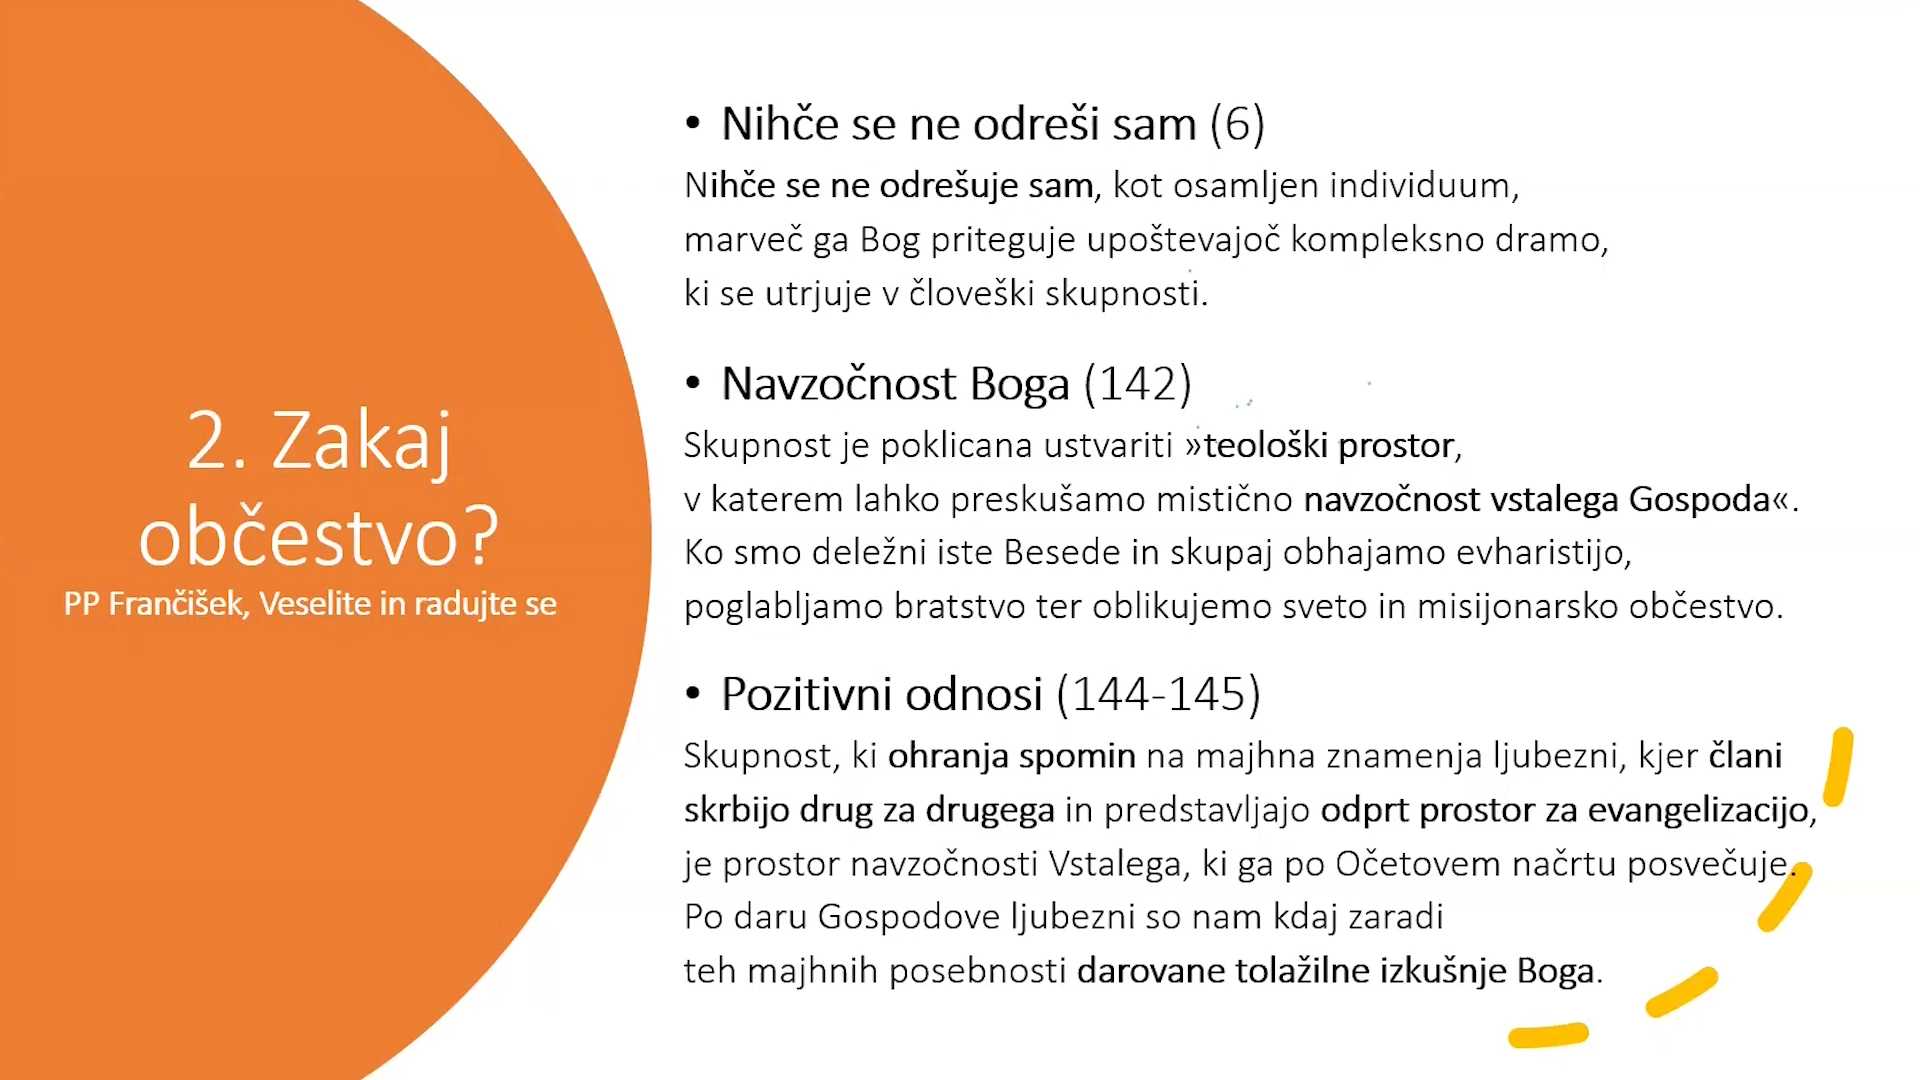 2. Zakaj
občestvo?
PP Frančišek, Veselite in radujte se
• Nihče se ne odreši sam (6)
Nihče se ne odrešuje sam, kot osamljen individuum,
marveč ga Bog priteguje upoštevajoč kompleksno dramo,
ki se utrjuje v človeški skupnosti.
• Navzočnost Boga (142)
Skupnost je poklicana ustvariti »teološki prostor,
v katerem lahko preskušamo mistično navzočnost vstalega Gospoda«.
Ko smo deležni iste Besede in skupaj obhajamo evharistijo,
poglabljamo bratstvo ter oblikujemo sveto in misijonarsko občestvo.
• Pozitivni odnosi (144-145)
Skupnost, ki ohranja spomin na majhna znamenja ljubezni, kjer člani
skrbijo drug za drugega in predstavljajo odprt prostor za evangelizacijo,
je prostor navzočnosti Vstalega, ki ga po Očetovem načrtu posvečuje.
Po daru Gospodove ljubezni so nam kdaj zaradi
teh majhnih posebnosti darovane tolažilne izkušnje Boga.